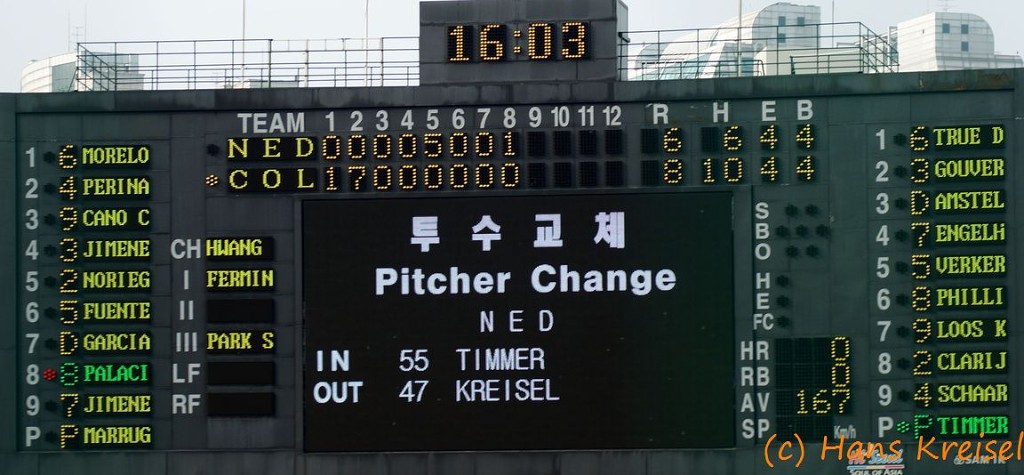 16:03
TEAM 1 2 3 4 5 6 7 8 9 10 11 12 R H E B
NED 0 0 0 0 5 0 0 1 6 6 4 4
COL 1 7 0 0 0 0 0 0 8 10 4 4
1 6 MORELO
2 4 PERINA
3 9 CANO C
4 3 JIMENE
5 2 NORIEG
6 5 FUENTE
7 D GARCIA
8 8 PALACI
9 7 JIMENE
P P MARRUG
CH HWANG
I FERMIN
II
III PARK S
LF
RF
투수교체
Pitcher Change
NED
IN 55 TIMMER
OUT 47 KREISEL
S
B
O
H
E
FC
HR 0
RB 0
AV 167
SP Km/h
1 6 TRUE D
2 3 GOUVER
3 D AMSTEL
4 7 ENGELH
5 5 VERKER
6 8 PHILLI
7 9 LOOS K
8 2 CLARIJ
9 4 SCHAAR
P P TIMMER
(c) Hans Kreisel
SOUL OF ASIA